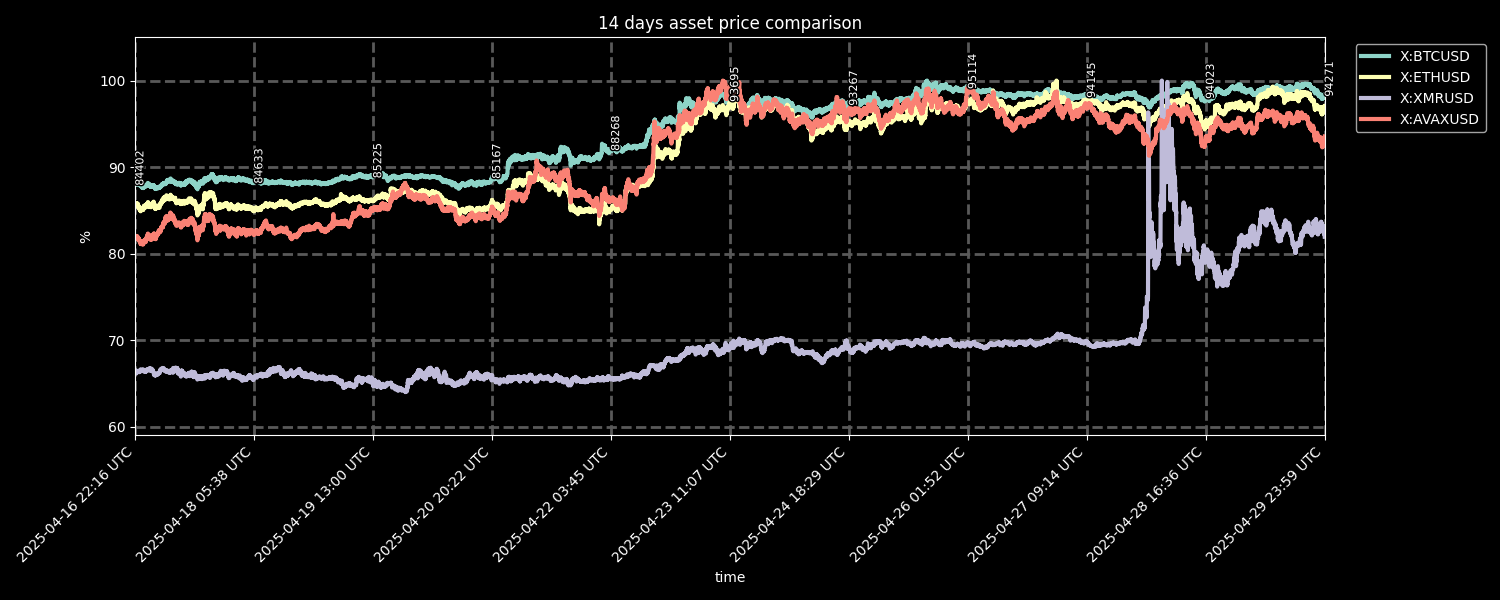 14 days asset price comparison
X:BTCUSD
X:ETHUSD
X:XMRUSD
X:AVAXUSD
100
90
80
70
60
%
84402
84633
85225
85167
88268
93695
93267
95114
94145
94023
94271
2025-04-16 22:16 UTC
2025-04-18 05:38 UTC
2025-04-19 13:00 UTC
2025-04-20 20:22 UTC
2025-04-22 03:45 UTC
2025-04-23 11:07 UTC
2025-04-24 18:29 UTC
2025-04-26 01:52 UTC
2025-04-27 09:14 UTC
2025-04-28 16:36 UTC
2025-04-29 23:59 UTC
time